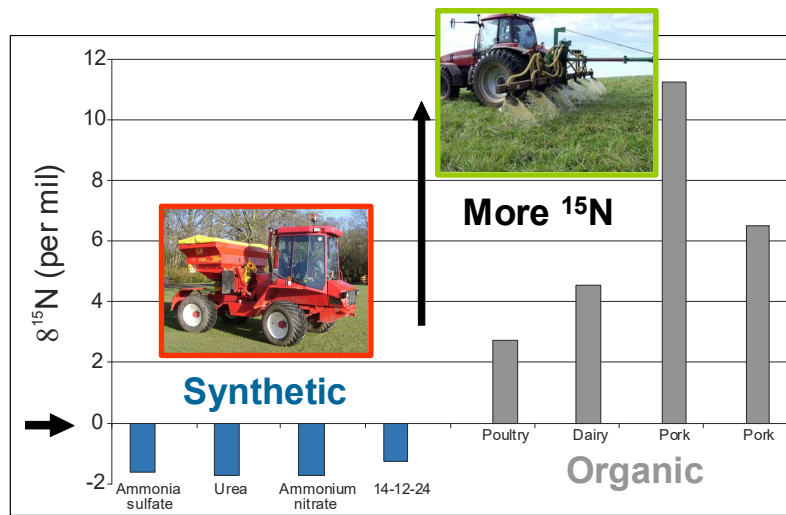 12
10
8
6
4
2
0
-2
δ¹⁵N (per mil)
More ¹⁵N
Synthetic
Organic
Ammonia
sulfate
Urea
Ammonium
nitrate
14-12-24
Poultry
Dairy
Pork
Pork